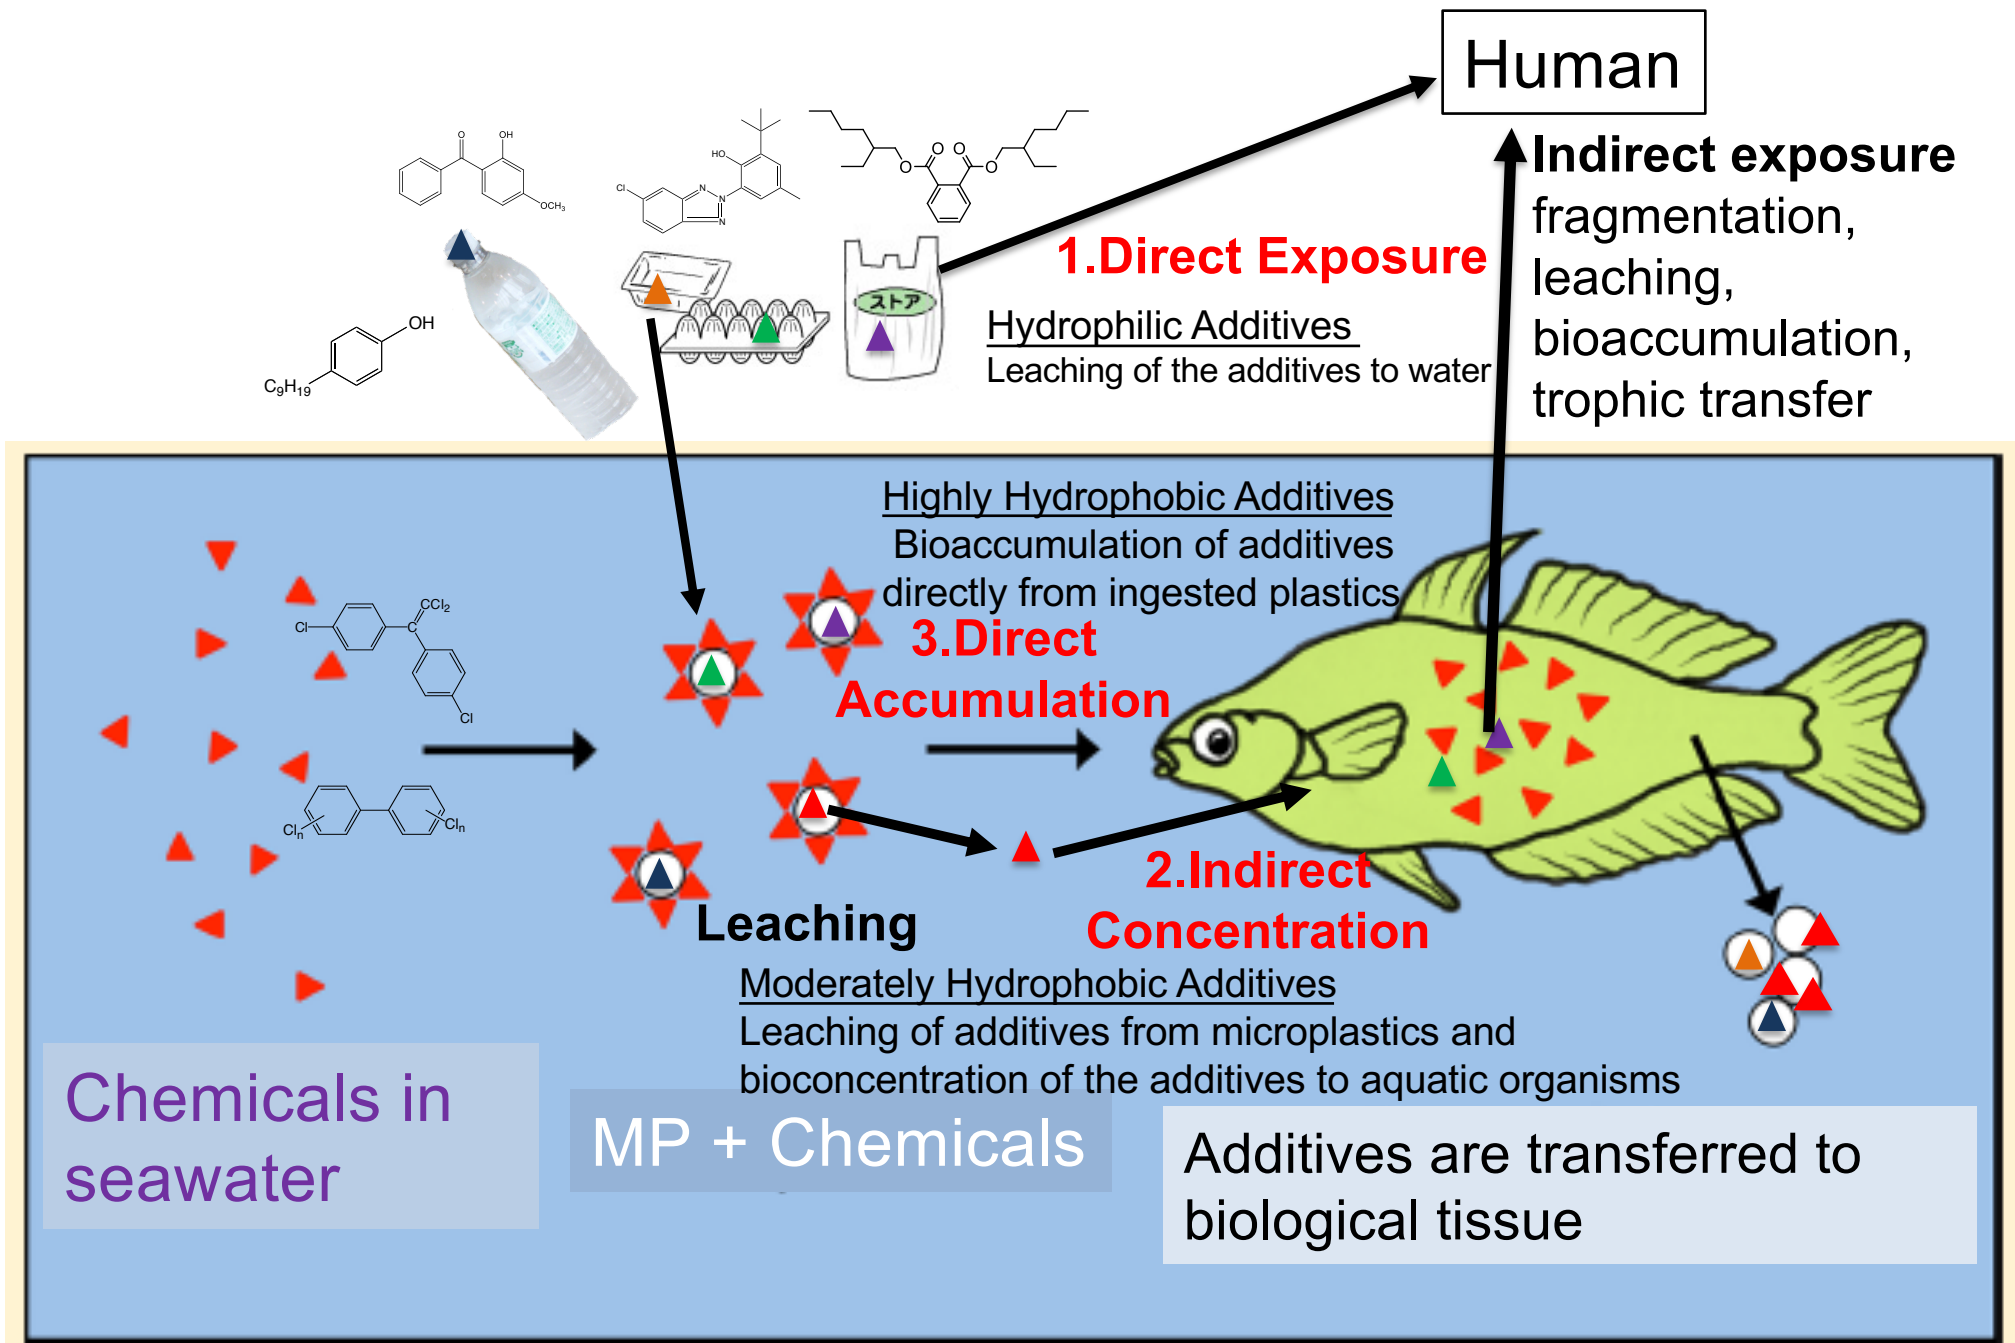 Human
Indirect exposure
fragmentation,
leaching,
bioaccumulation,
trophic transfer
O
OH
OCH3
HO
Cl
N
N
N
O
O
O
O
OH
C9H19
ストア
1.Direct Exposure
Hydrophilic Additives
Leaching of the additives to water
Highly Hydrophobic Additives
Bioaccumulation of additives
directly from ingested plastics
3.Direct
Accumulation
CCl2
Cl
C
Cl
Cln
Cln
2.Indirect
Concentration
Leaching
Moderately Hydrophobic Additives
Leaching of additives from microplastics and
bioconcentration of the additives to aquatic organisms
Chemicals in
seawater
MP + Chemicals
Additives are transferred to
biological tissue